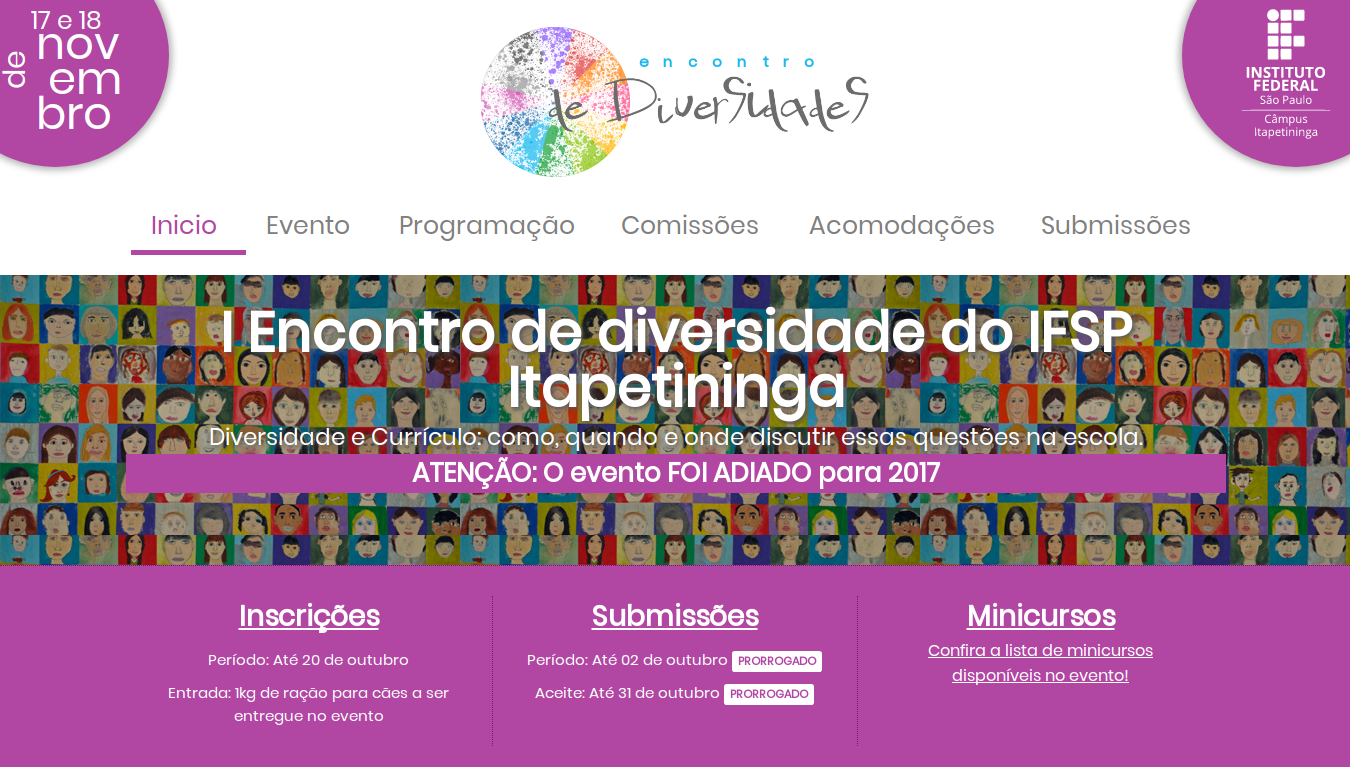 17 e 18
de
nov
em
bro
encontro
de Diversidades
INSTITUTO
FEDERAL
São Paulo
Câmpus
Itapetininga
Inicio Evento Programação Comissões Acomodações Submissões
I Encontro de diversidade do IFSP
Itapetininga
Diversidade e Currículo: como, quando e onde discutir essas questões na escola.
ATENÇÃO: O evento FOI ADIADO para 2017
Inscrições
Período: Até 20 de outubro
Entrada: 1kg de ração para cães a ser
entregue no evento
Submissões
Período: Até 02 de outubro PRORROGADO
Aceite: Até 31 de outubro PRORROGADO
Minicursos
Confira a lista de minicursos
disponíveis no evento!